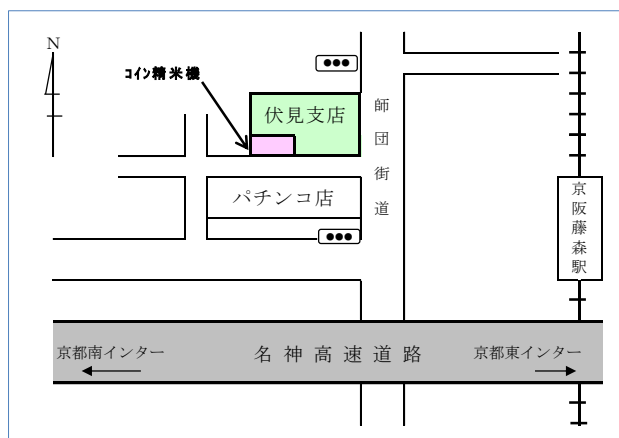 N
ｺｲﾝ精米機
伏見支店
師団街道
パチンコ店
京阪藤森駅
京都南インター
名神高速道路
京都東インター